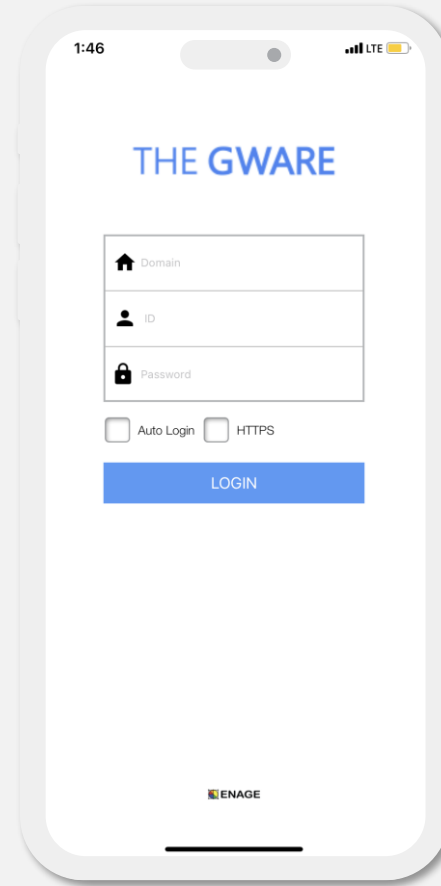 1:46 LTE
THE GWARE
Domain
ID
Password
Auto Login HTTPS
LOGIN
ENAGE